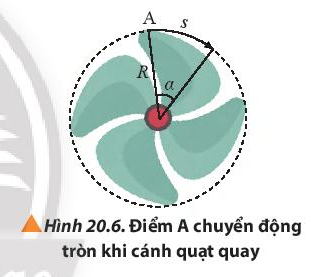 A
s
R
α
Hình 20.6. Điểm A chuyển động
tròn khi cánh quạt quay